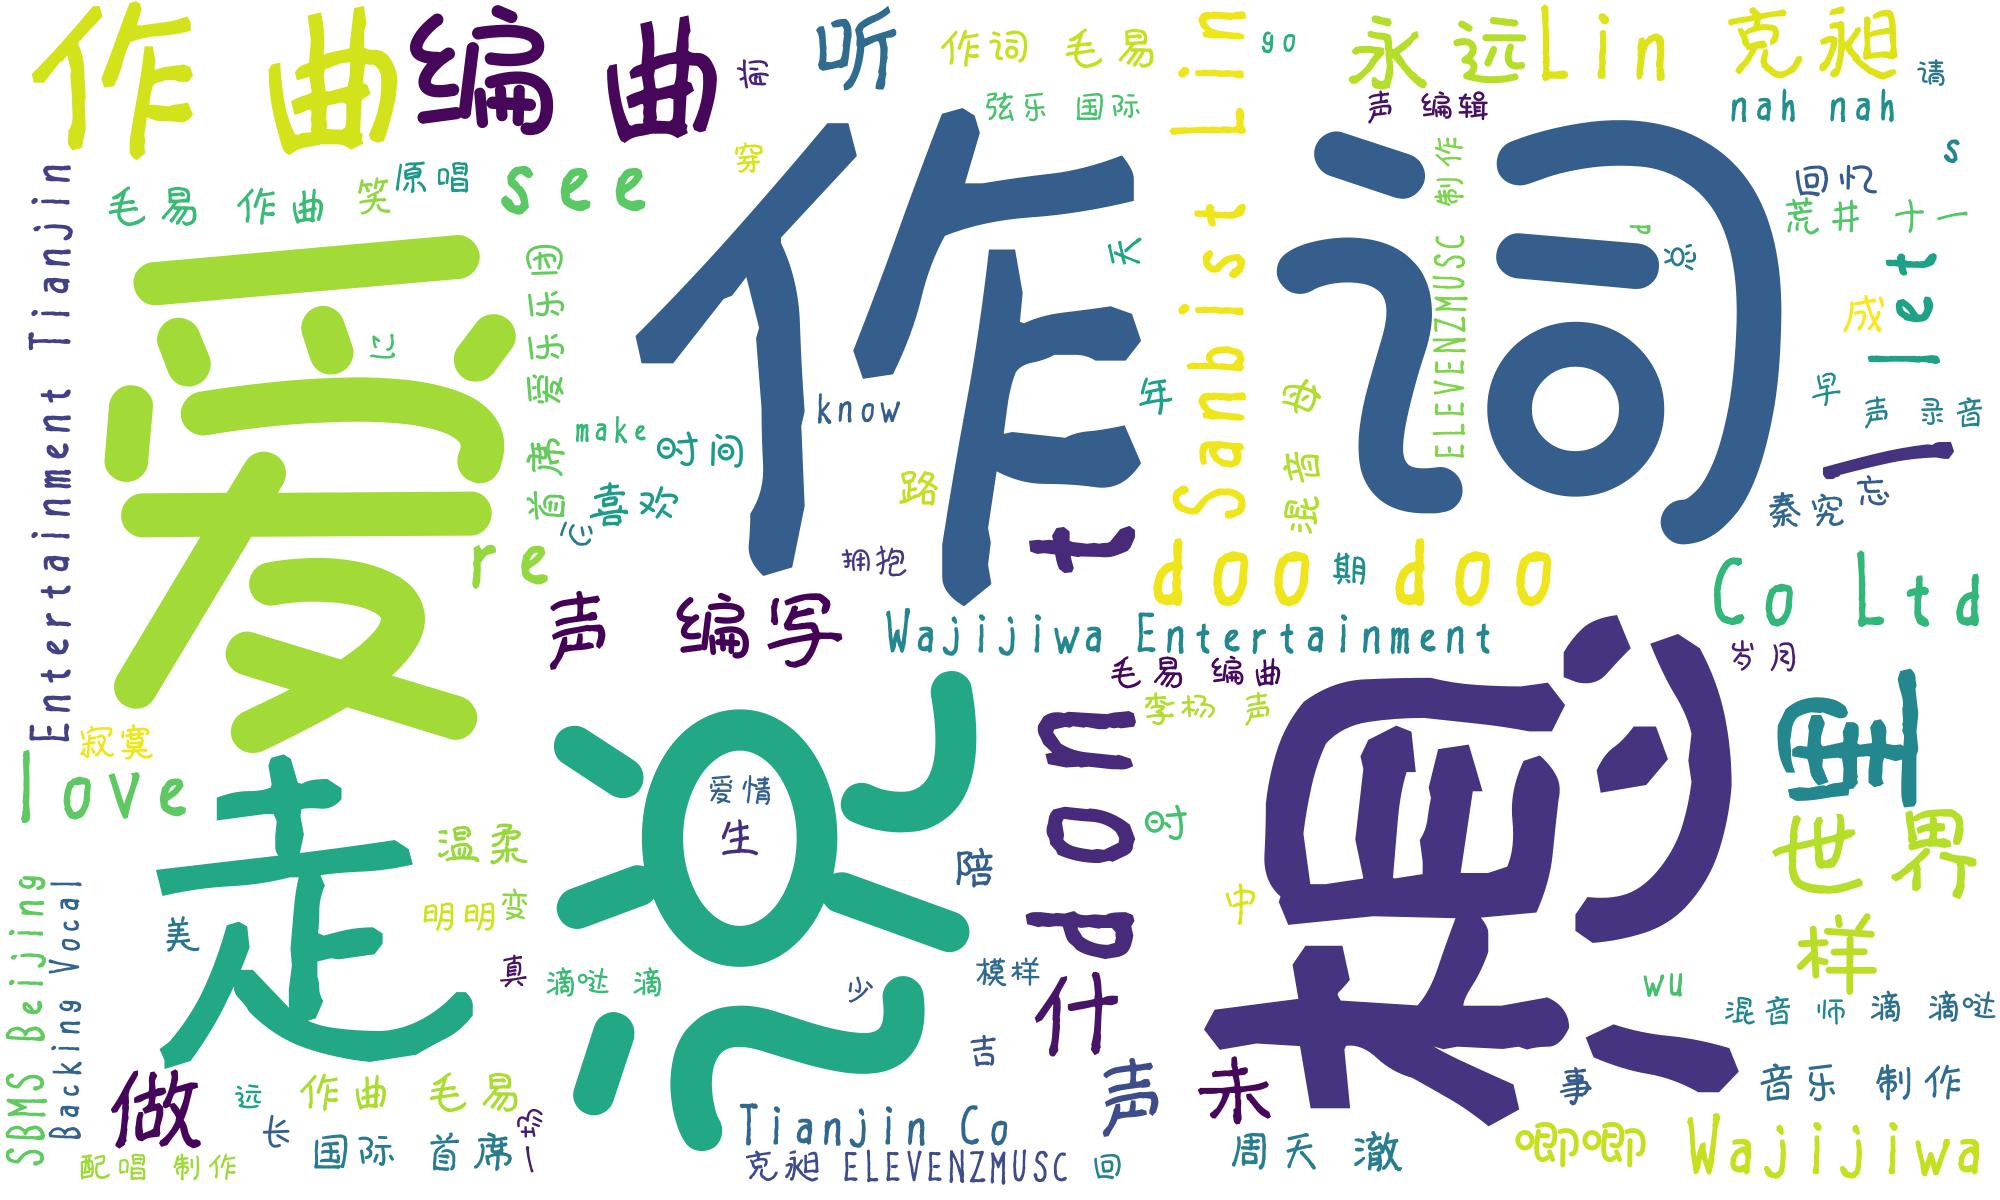 作 曲
编 曲
听
作词 毛易
go
永远
Lin 克昶
请
弦乐 国际
声 编辑
nah nah
穿
s
毛易 作曲
笑
原唱
see
回忆
荒井 十一
Entertainment Tianjin
爱
作
词
Sanbist Lin
ELEVENZMUSC 制作
天
d
let
成
首席 爱乐乐团
make
时间
know
年
混音 母
早
声 录音
一
喜欢
心
路
秦究
忘
re
拥抱
doo doo
期
Co Ltd
声 编写
Wajijiwa Entertainment
毛易 编曲
李杨 声
岁月
寂寞
love
走
爱情
生
don t
时
里
世界
样
温柔
明明
变
陪
中
美
真
滴哒 滴
少
模样
什
wu
混音 师
滴 滴哒
SBMS Beijing
Backing Vocal
吉
做
远
作曲 毛易
长
国际 首席
一场
配唱 制作
Tianjin Co
克昶 ELEVENZMUSC
回
声
未
周天 澈
事
音乐 制作
唧唧
Wajijiwa